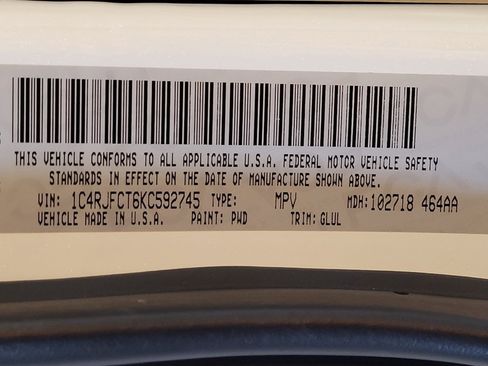 THIS VEHICLE CONFORMS TO ALL APPLICABLE U.S.A. FEDERAL MOTOR VEHICLE SAFETY
STANDARDS IN EFFECT ON THE DATE OF MANUFACTURE SHOWN ABOVE.
VIN: 1C4RJFCT6KC592745 TYPE: MPV MDH:102718 464AA
VEHICLE MADE IN U.S.A. PAINT: PWD TRIM: GLUL